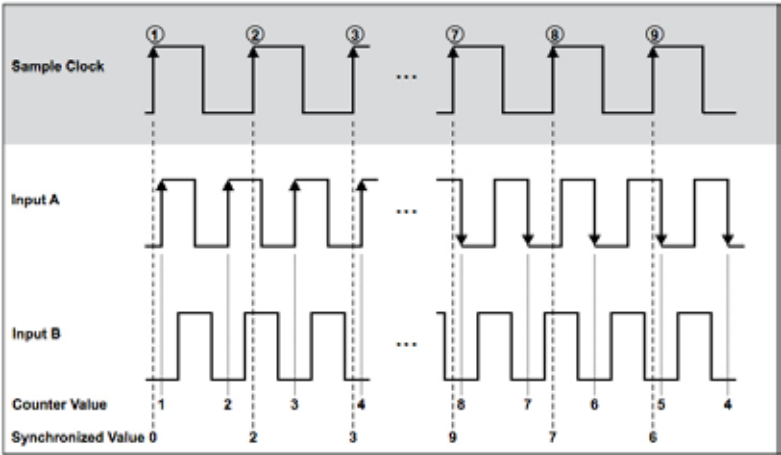 ① ② ③ ⑦ ⑧ ⑨
Sample Clock
...
Input A
...
Input B
...
Counter Value 1 2 3 4 8 7 6 5 4
Synchronized Value 0 2 3 9 7 6